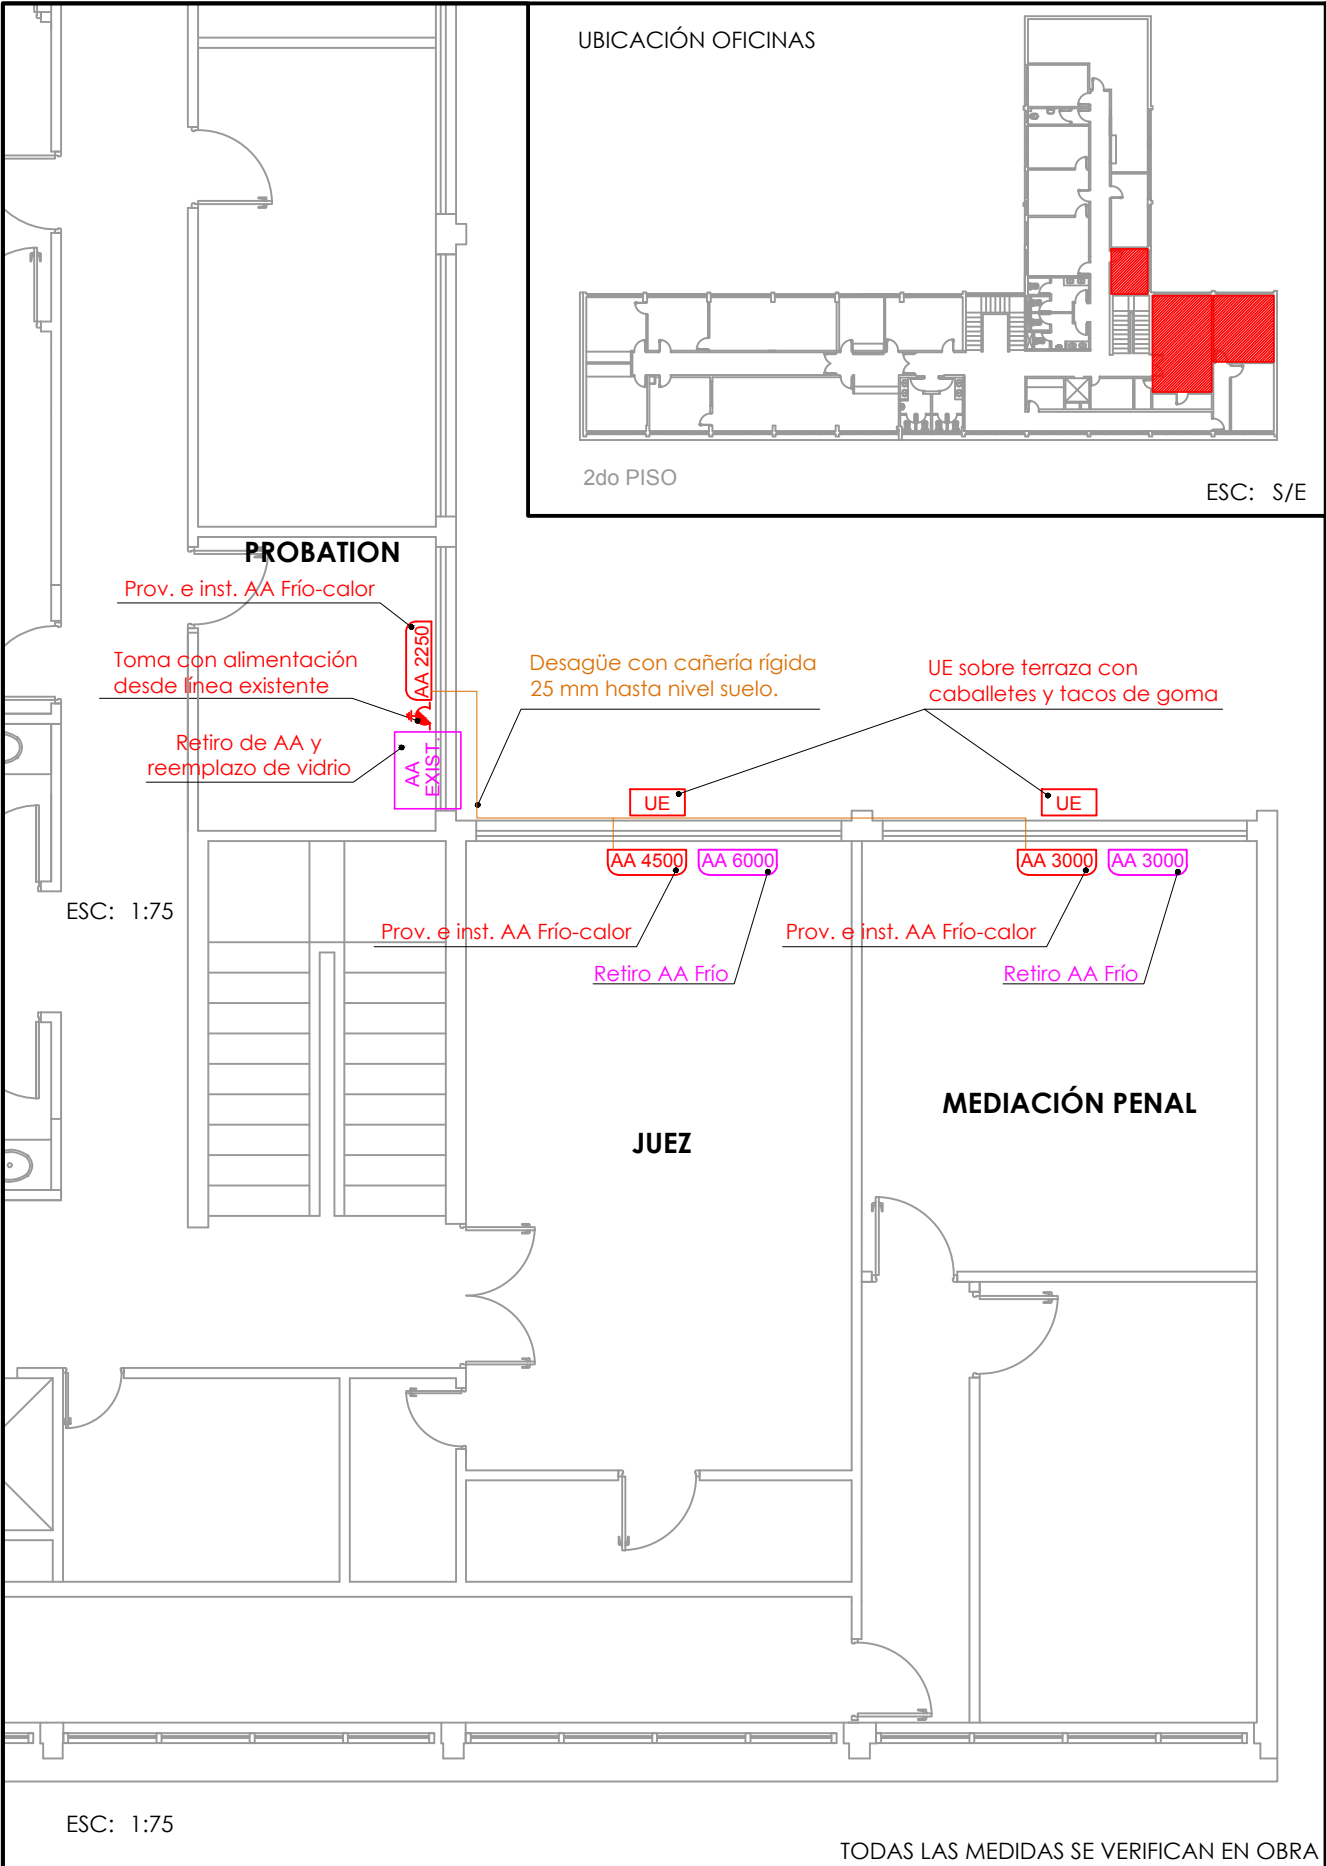 UBICACIÓN OFICINAS
2do PISO
ESC: S/E
PROBATION
Prov. e inst. AA Frío-calor
AA 2250
Toma con alimentación
desde línea existente
Retiro de AA y
reemplazo de vidrio
AA
EXIST.
Desagüe con cañería rígida
25 mm hasta nivel suelo.
UE sobre terraza con
caballetes y tacos de goma
UE
UE
AA 4500
AA 6000
AA 3000
AA 3000
ESC: 1:75
Prov. e inst. AA Frío-calor
Prov. e inst. AA Frío-calor
Retiro AA Frío
Retiro AA Frío
MEDIACIÓN PENAL
JUEZ
ESC: 1:75
TODAS LAS MEDIDAS SE VERIFICAN EN OBRA